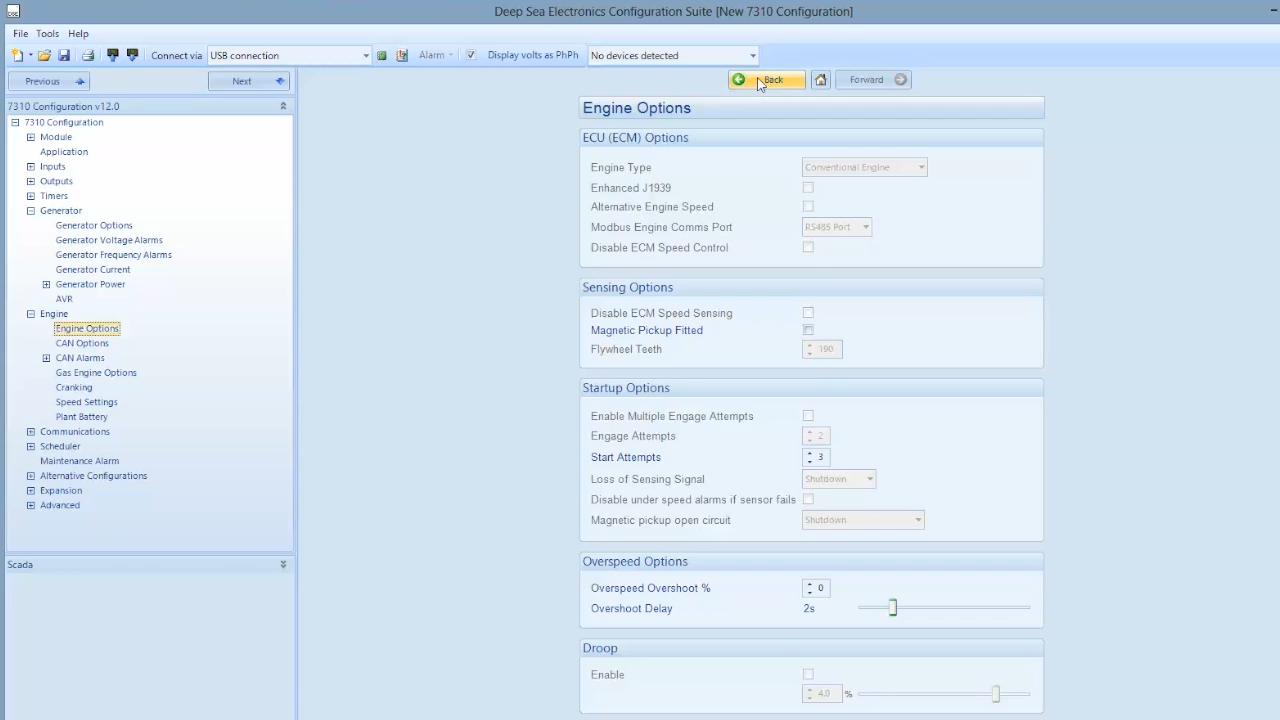 Deep Sea Electronics Configuration Suite [New 7310 Configuration]
File Tools Help
Connect via USB connection Alarm Display volts as PhPh No devices detected
Previous Next
Back Forward
7310 Configuration v12.0
7310 Configuration
Module
Application
Inputs
Outputs
Timers
Generator
Generator Options
Generator Voltage Alarms
Generator Frequency Alarms
Generator Current
Generator Power
AVR
Engine
Engine Options
CAN Options
CAN Alarms
Gas Engine Options
Cranking
Speed Settings
Plant Battery
Communications
Scheduler
Maintenance Alarm
Alternative Configurations
Expansion
Advanced
Scada
Engine Options
ECU (ECM) Options
Engine Type Conventional Engine
Enhanced J1939
Alternative Engine Speed
Modbus Engine Comms Port RS485 Port
Disable ECM Speed Control
Sensing Options
Disable ECM Speed Sensing
Magnetic Pickup Fitted
Flywheel Teeth 190
Startup Options
Enable Multiple Engage Attempts
Engage Attempts 2
Start Attempts 3
Loss of Sensing Signal Shutdown
Disable under speed alarms if sensor fails
Magnetic pickup open circuit Shutdown
Overspeed Options
Overspeed Overshoot % 0
Overshoot Delay 2s
Droop
Enable
4.0 %